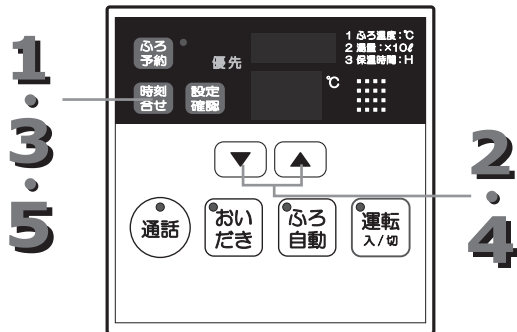 1・3・5
2・4
ふろ
予約
優先
1 ふろ温度:℃
2 湯量:×10ℓ
3 保温時間:H
時刻
合せ
設定
確認
℃
▼
▲
通話
おい
だき
ふろ
自動
運転
入/切